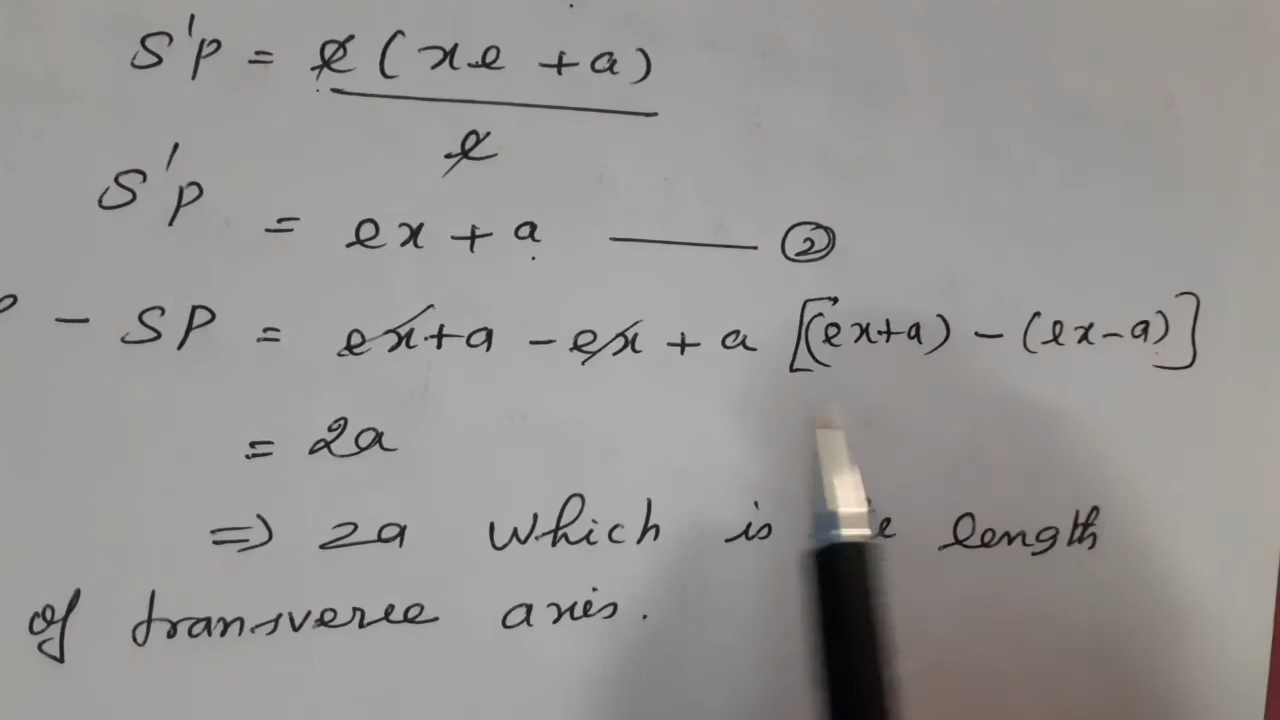 S'P = e(xe + a)
e
S'P = ex + a —— ②
P - SP = ex + a - ex + a [(ex+a) - (ex-a)]
= 2a
=> 2a which is length
of transverse axis.